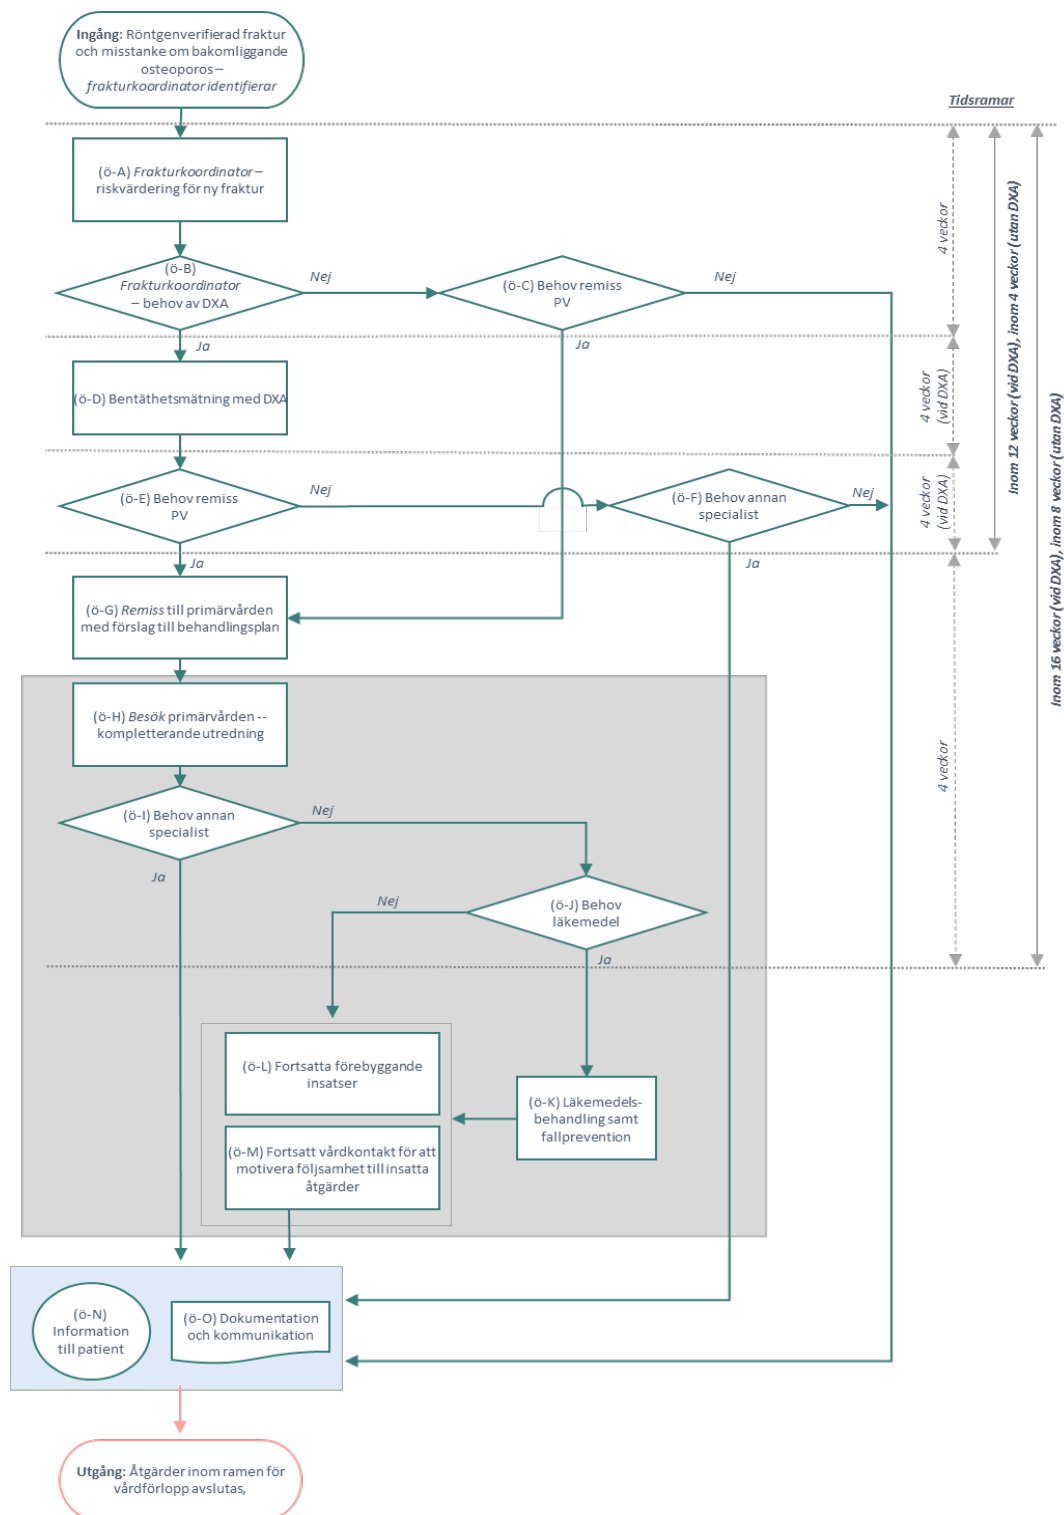 Ingång: Röntgenverifierad fraktur
och misstanke om bakomliggande
osteoporos –
frakturkoordinator identifierar
Tidsramar
(ö-A) Frakturkoordinator –
riskvärdering för ny fraktur
4 veckor
(ö-B)
Frakturkoordinator
– behov av DXA
Nej
(ö-C) Behov remiss
PV
Nej
Ja
Ja
(ö-D) Bentäthetsmätning med DXA
4 veckor
(vid DXA)
Inom 12 veckor (vid DXA), inom 4 veckor (utan DXA)
Inom 16 veckor (vid DXA), inom 8 veckor (utan DXA)
(ö-E) Behov remiss
PV
Nej
(ö-F) Behov annan
specialist
Nej
4 veckor
(vid DXA)
Ja
Ja
(ö-G) Remiss till primärvården
med förslag till behandlingsplan
(ö-H) Besök primärvården --
kompletterande utredning
4 veckor
(ö-I) Behov annan
specialist
Nej
Ja
(ö-J) Behov
läkemedel
Nej
Ja
(ö-L) Fortsatta förebyggande
insatser
(ö-K) Läkemedels-
behandling samt
fallprevention
(ö-M) Fortsatt vårdkontakt för att
motivera följsamhet till insatta
åtgärder
(ö-N)
Information
till patient
(ö-O) Dokumentation
och kommunikation
Utgång: Åtgärder inom ramen för
vårdförlopp avslutas,